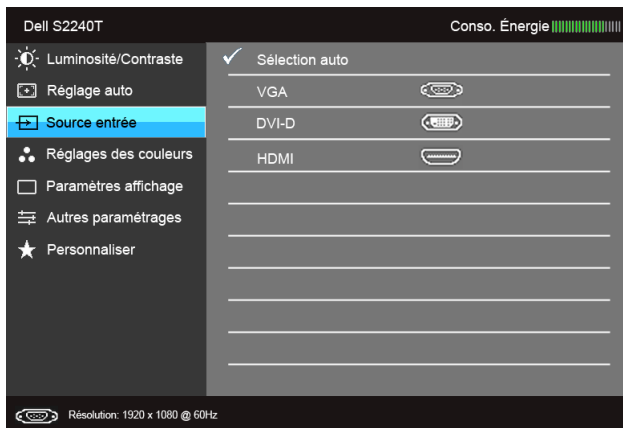 Dell S2240T
Conso. Énergie
Luminosité/Contraste
Réglage auto
Source entrée
Réglages des couleurs
Paramètres affichage
Autres paramétrages
Personnaliser
Sélection auto
VGA
DVI-D
HDMI
Résolution: 1920 x 1080 @ 60Hz